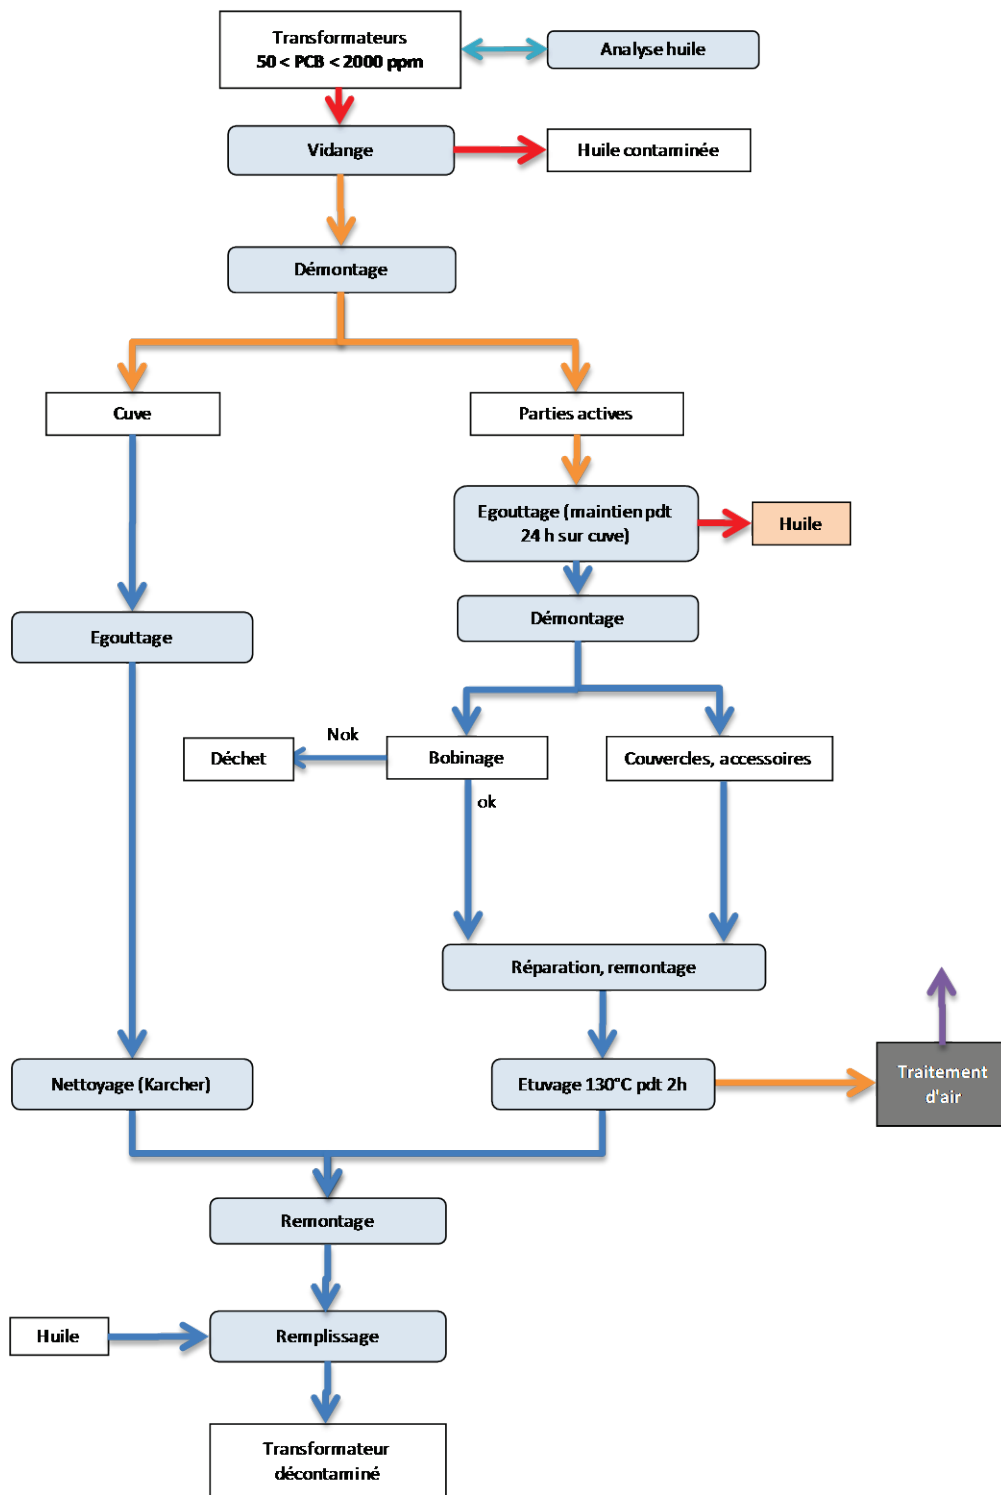 Transformateurs
50 < PCB < 2000 ppm
Analyse huile
Vidange
Huile contaminée
Démontage
Cuve
Parties actives
Egouttage (maintien pdt
24 h sur cuve)
Huile
Démontage
Egouttage
Nok
Déchet
Bobinage
Couvercles, accessoires
ok
Réparation, remontage
Nettoyage (Karcher)
Etuvage 130°C pdt 2h
Traitement
d'air
Remontage
Huile
Remplissage
Transformateur
décontaminé